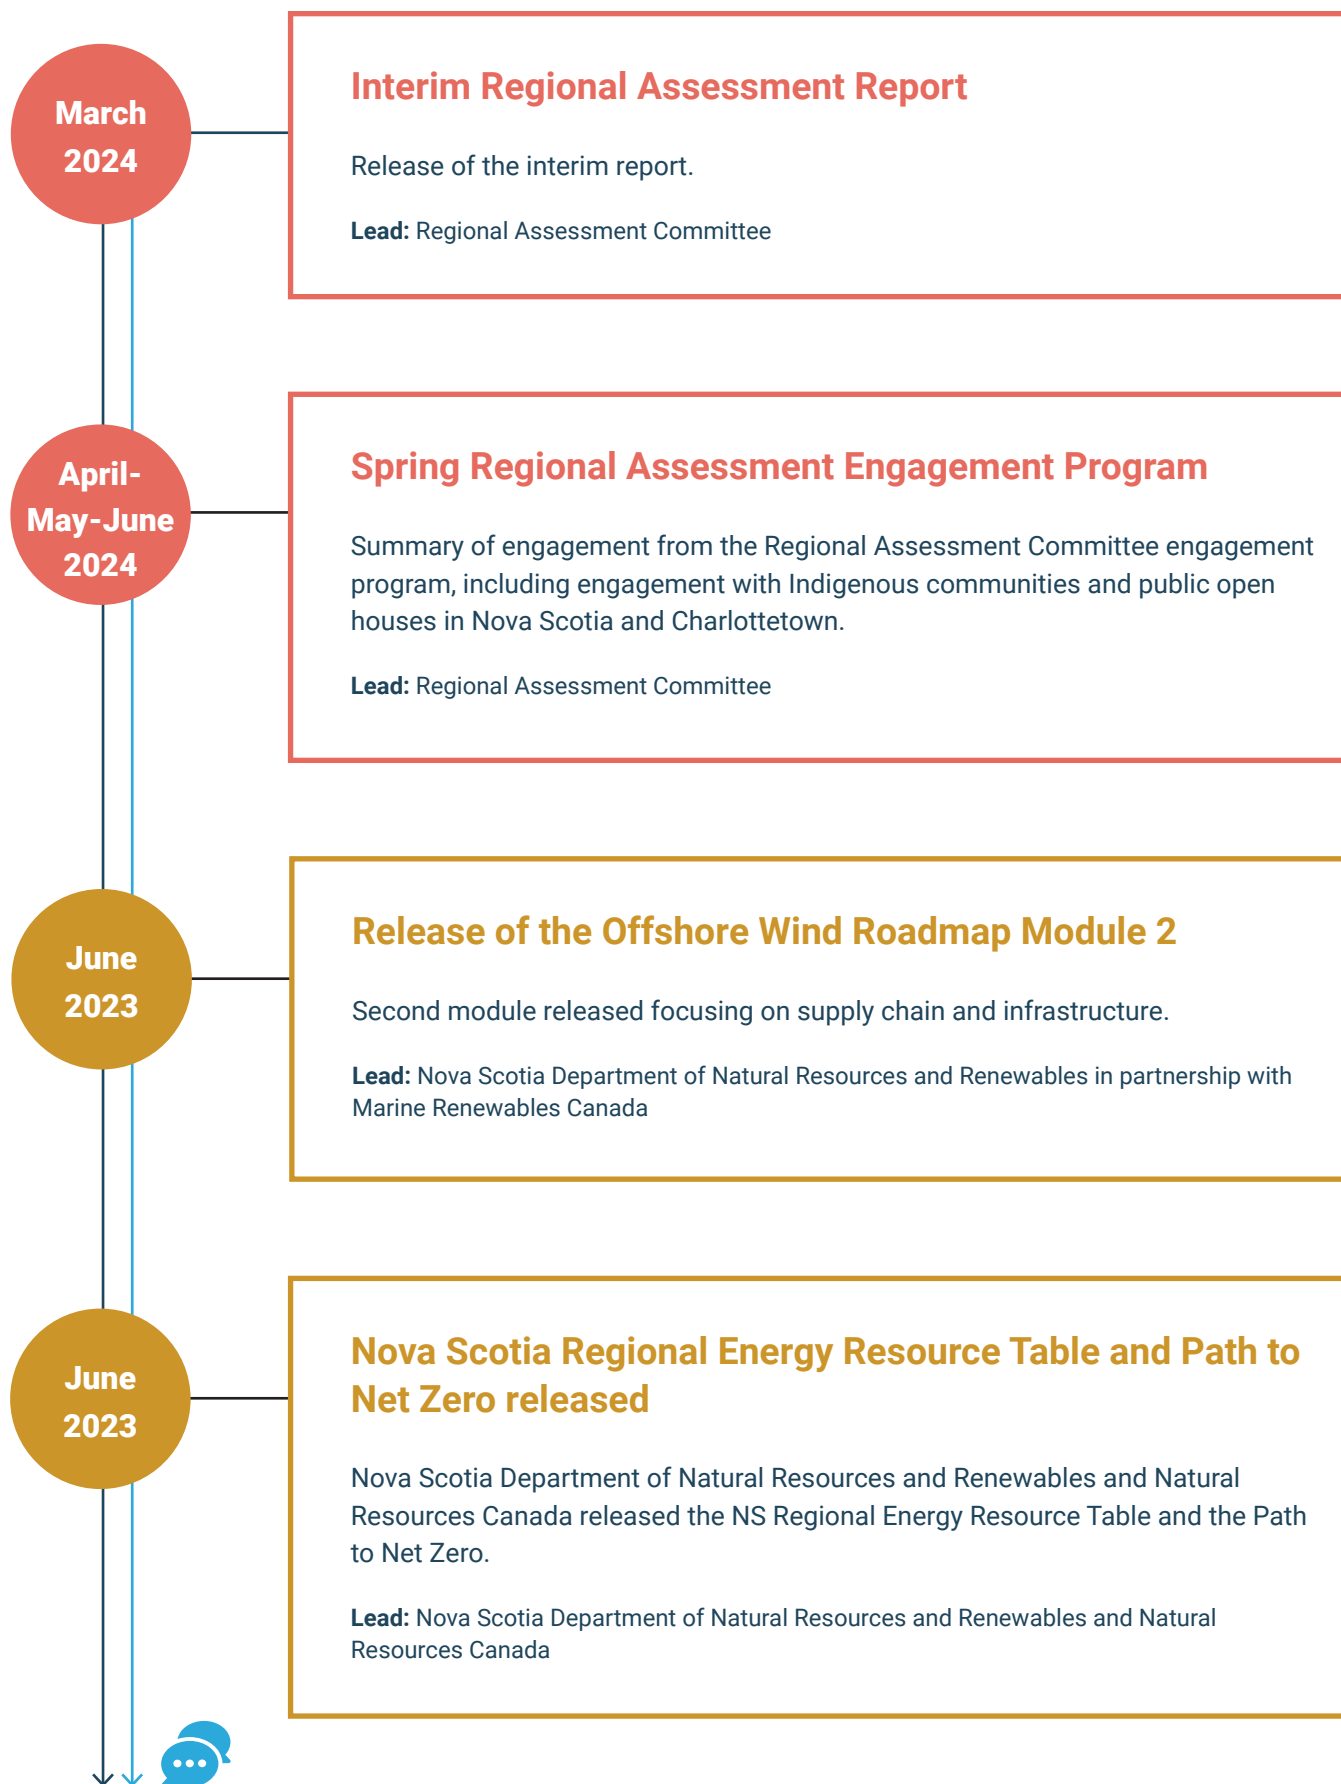 March
2024
Interim Regional Assessment Report
Release of the interim report.
Lead: Regional Assessment Committee
April-
May-June
2024
Spring Regional Assessment Engagement Program
Summary of engagement from the Regional Assessment Committee engagement
program, including engagement with Indigenous communities and public open
houses in Nova Scotia and Charlottetown.
Lead: Regional Assessment Committee
June
2023
Release of the Offshore Wind Roadmap Module 2
Second module released focusing on supply chain and infrastructure.
Lead: Nova Scotia Department of Natural Resources and Renewables in partnership with
Marine Renewables Canada
June
2023
Nova Scotia Regional Energy Resource Table and Path to
Net Zero released
Nova Scotia Department of Natural Resources and Renewables and Natural
Resources Canada released the NS Regional Energy Resource Table and the Path
to Net Zero.
Lead: Nova Scotia Department of Natural Resources and Renewables and Natural
Resources Canada